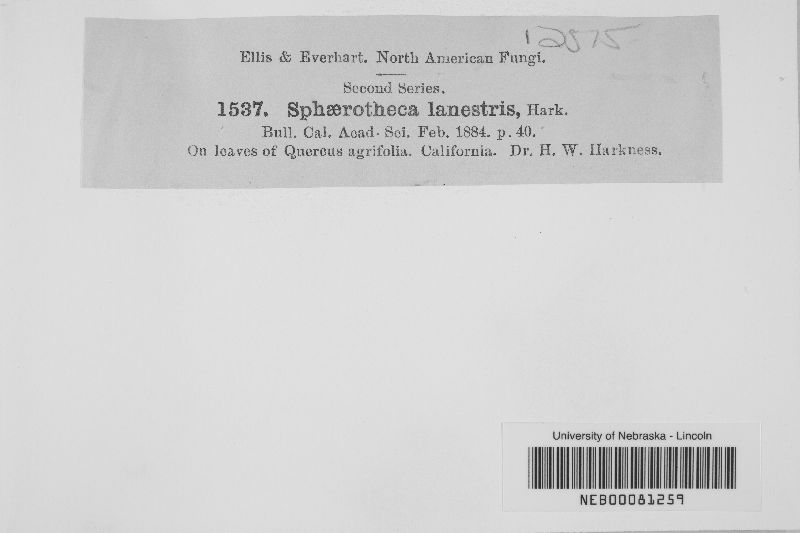 12875
Ellis & Everhart. North American Fungi.
Second Series.
1537. Sphærotheca lanestris, Hark.
Bull. Cal. Acad. Sci. Feb. 1884. p. 40.
On leaves of Quercus agrifolia. California. Dr. H. W. Harkness.
University of Nebraska - Lincoln
NEB00081259